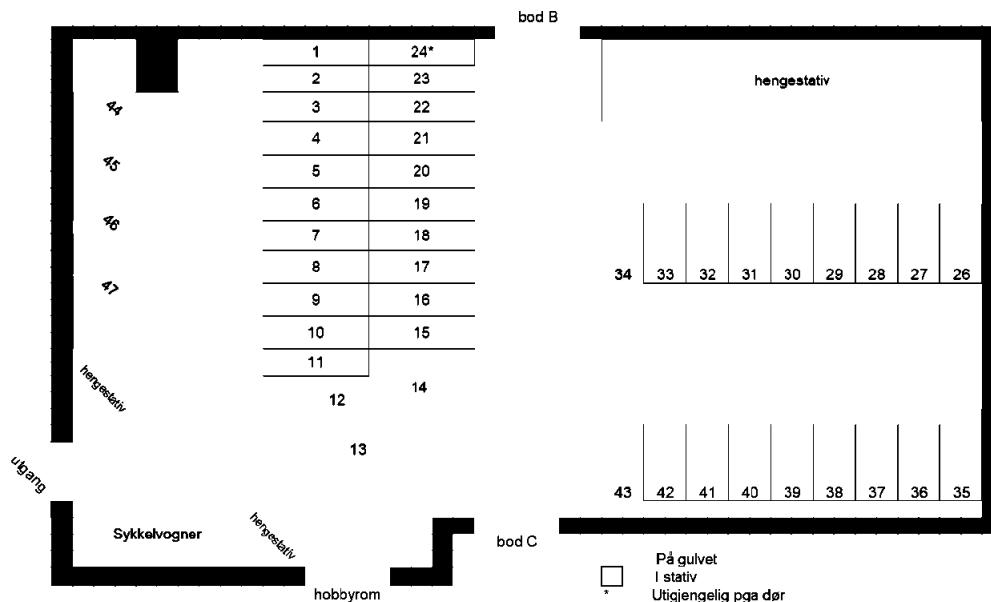 bod B
1 24*
2 23
3 22
4 21
5 20
6 19
7 18
8 17
9 16
10 15
11
12
14
13
hengestativ
44
45
46
47
34 33 32 31 30 29 28 27 26
43 42 41 40 39 38 37 36 35
hengestativ
utgang
Sykkelvogner
hengestativ
hobbyrom
bod C
På gulvet
I stativ
* Utigjengelig pga dør